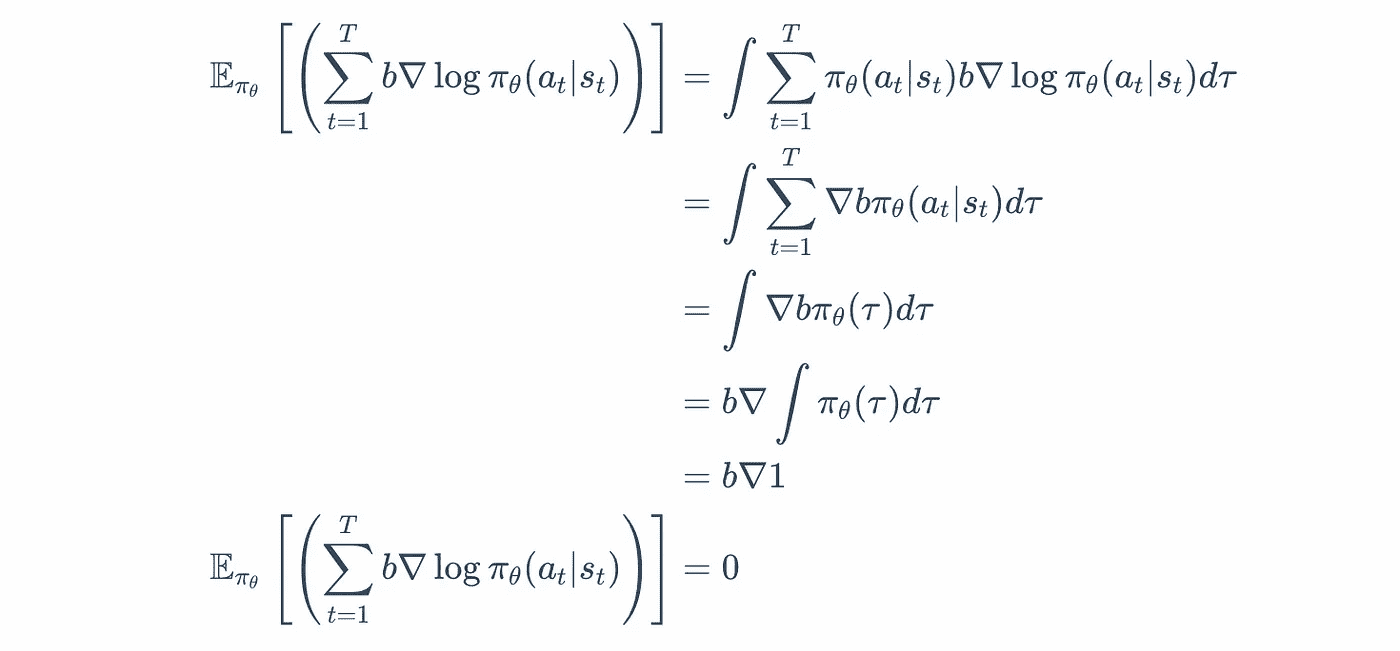 𝔼_{π_θ} [(∑_{t=1}^{T} b∇ log π_θ(a_t|s_t))] = ∫ ∑_{t=1}^{T} π_θ(a_t|s_t)b∇ log π_θ(a_t|s_t)dτ
= ∫ ∑_{t=1}^{T} ∇bπ_θ(a_t|s_t)dτ
= ∫ ∇bπ_θ(τ)dτ
= b∇ ∫ π_θ(τ)dτ
= b∇1
𝔼_{π_θ} [(∑_{t=1}^{T} b∇ log π_θ(a_t|s_t))] = 0